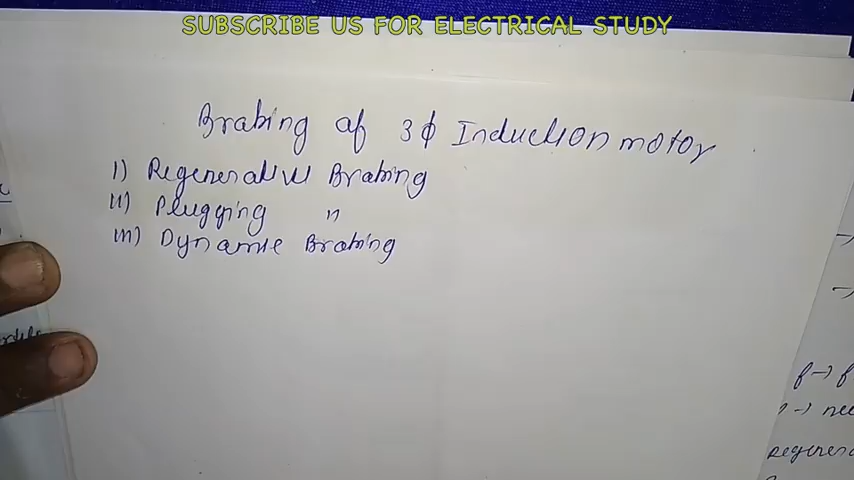 SUBSCRIBE US FOR ELECTRICAL STUDY
Braking of 3ϕ Induction motor
I) Regenerative Braking
II) Plugging "
III) Dynamic Braking